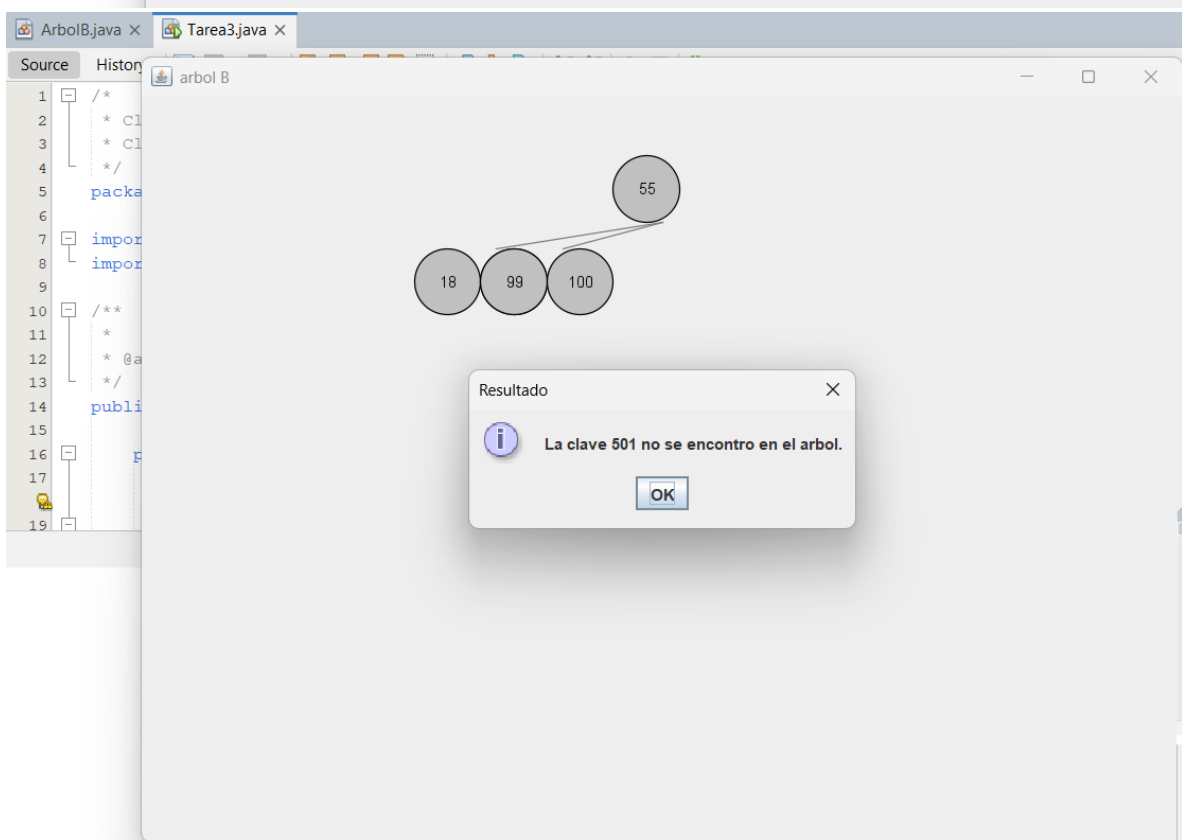 ArbolB.java × Tarea3.java ×
Source
arbol B
1 /*
2 * Cl
3 * Cl
4 */
5 packa
6
7 impor
8 impor
9
10 /**
11 *
12 * @a
13 */
14 publi
15
16 p
17
19
55
18 99 100
Resultado
La clave 501 no se encontro en el arbol.
OK